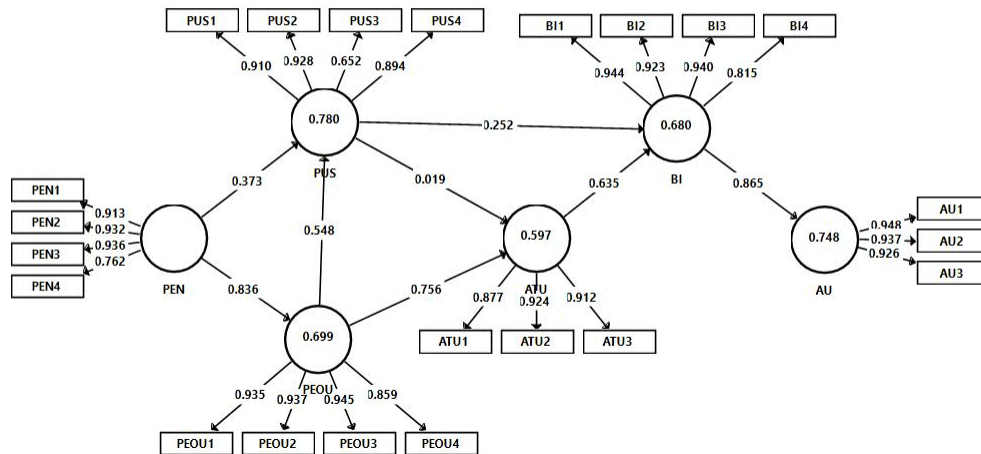 PUS1 PUS2 PUS3 PUS4
BI1 BI2 BI3 BI4
0.910 0.928 0.652 0.894
0.944 0.923 0.940 0.815
0.780
PUS
0.252
0.680
BI
0.373
0.548
0.019
0.635
0.865
PEN1
PEN2
PEN3
PEN4
0.913
0.932
0.936
0.762
PEN
0.597
ATU
0.748
AU
0.948
0.937
0.926
AU1
AU2
AU3
0.836
0.756
0.877 0.924 0.912
ATU1 ATU2 ATU3
0.699
PEOU
0.935 0.937 0.945 0.859
PEOU1 PEOU2 PEOU3 PEOU4